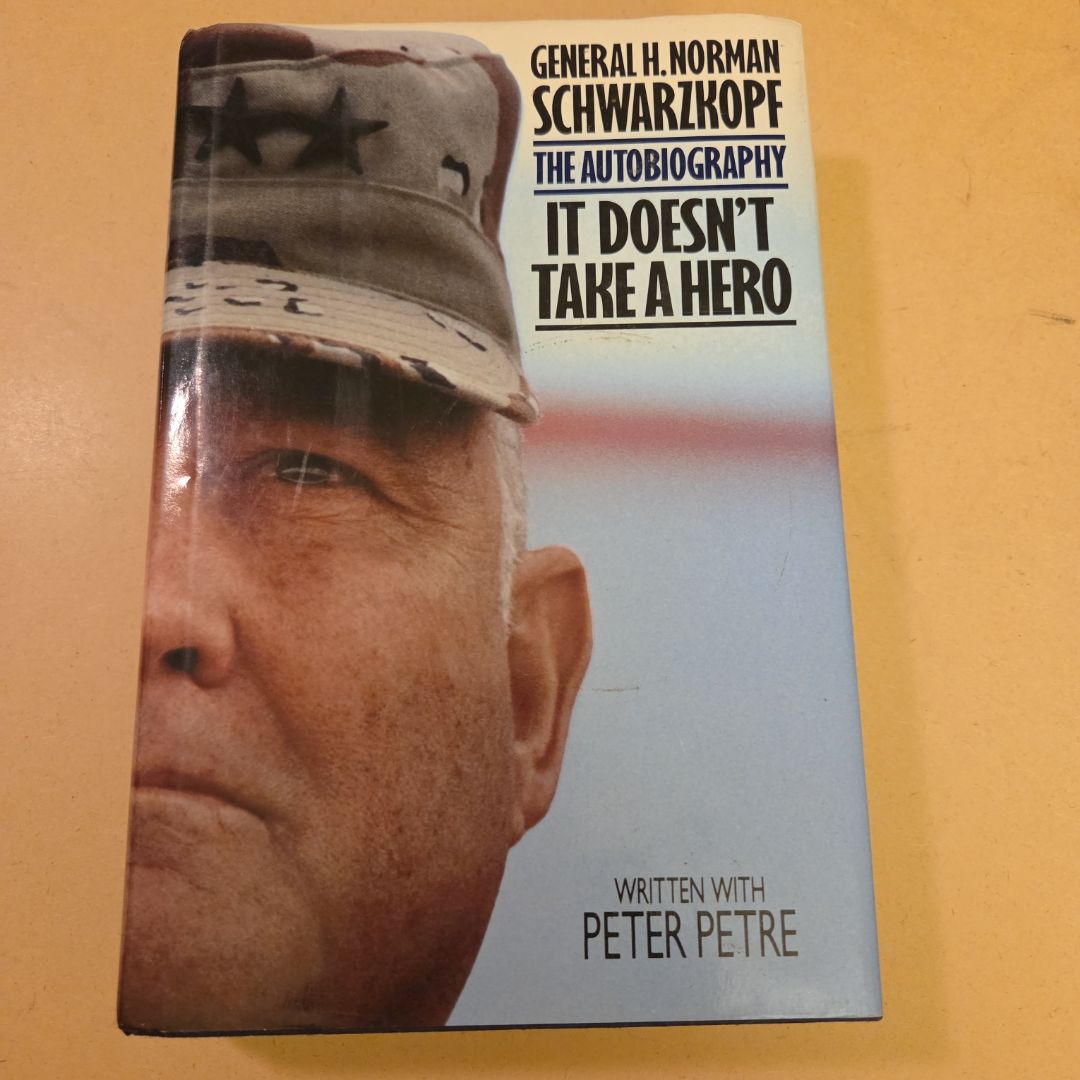 GENERAL H. NORMAN
SCHWARZKOPF
THE AUTOBIOGRAPHY
IT DOESN'T
TAKE A HERO
WRITTEN WITH
PETER PETRE